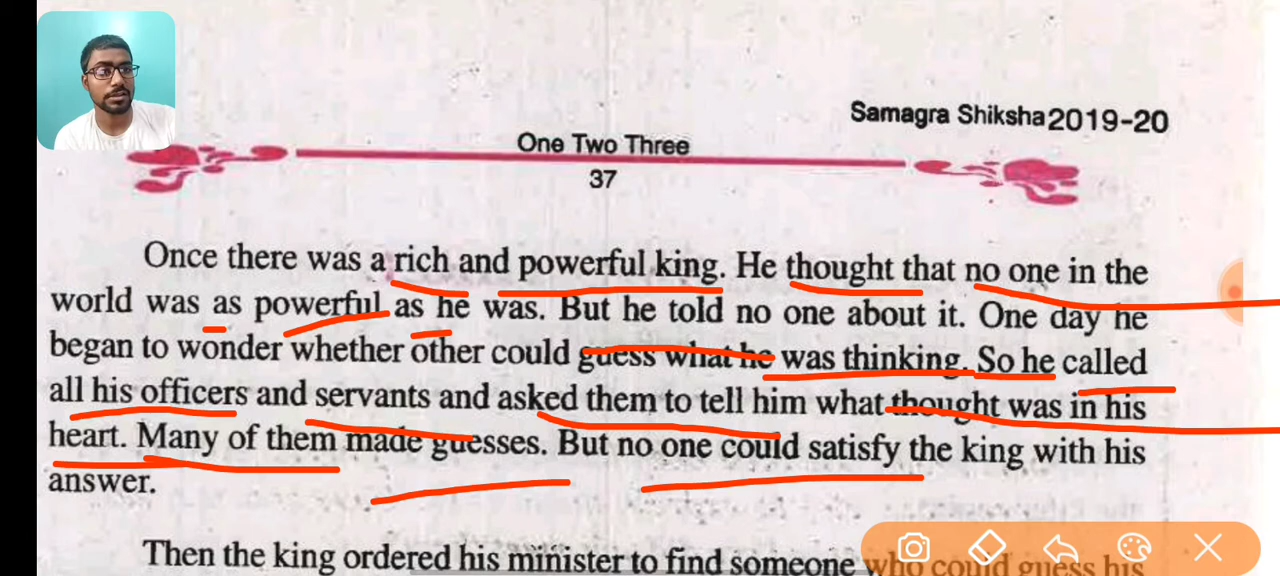 Samagra Shiksha 2019-20
One Two Three
37
Once there was a rich and powerful king. He thought that no one in the
world was as powerful as he was. But he told no one about it. One day he
began to wonder whether other could guess what he was thinking. So he called
all his officers and servants and asked them to tell him what thought was in his
heart. Many of them made guesses. But no one could satisfy the king with his
answer.
Then the king ordered his minister to find someone who could guess his